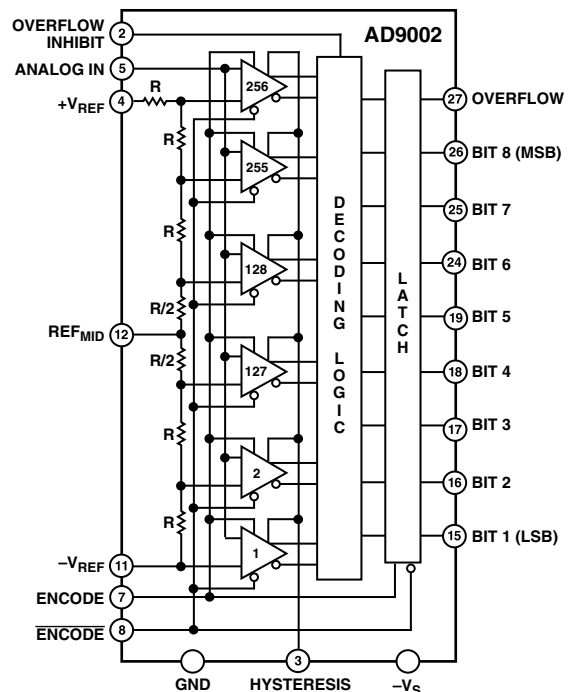 AD9002
OVERFLOW
INHIBIT
2
ANALOG IN
5
+VREF
4
R
R
R
R/2
REFMID
12
R/2
R
R
–VREF
11
ENCODE
7
ENCODE
8
256
255
128
127
2
1
DECODING LOGIC
LATCH
27
OVERFLOW
26
BIT 8 (MSB)
25
BIT 7
24
BIT 6
19
BIT 5
18
BIT 4
17
BIT 3
16
BIT 2
15
BIT 1 (LSB)
3
GND
HYSTERESIS
–VS